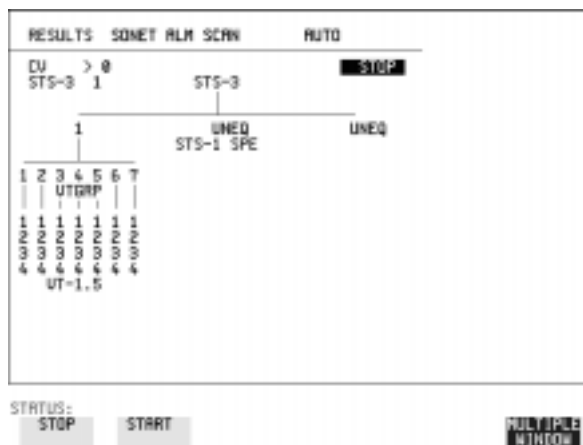 RESULTS SONET ALM SCAN AUTO
CV > 0 STOP
STS-3 1 STS-3
1 UNEQ UNEQ
STS-1 SPE
1 2 3 4 5 6 7
VTGRP
1 1 1 1 1 1 1
2 2 2 2 2 2 2
3 3 3 3 3 3 3
4 4 4 4 4 4 4
VT-1.5
STATUS:
STOP START MULTIPLE
WINDOW